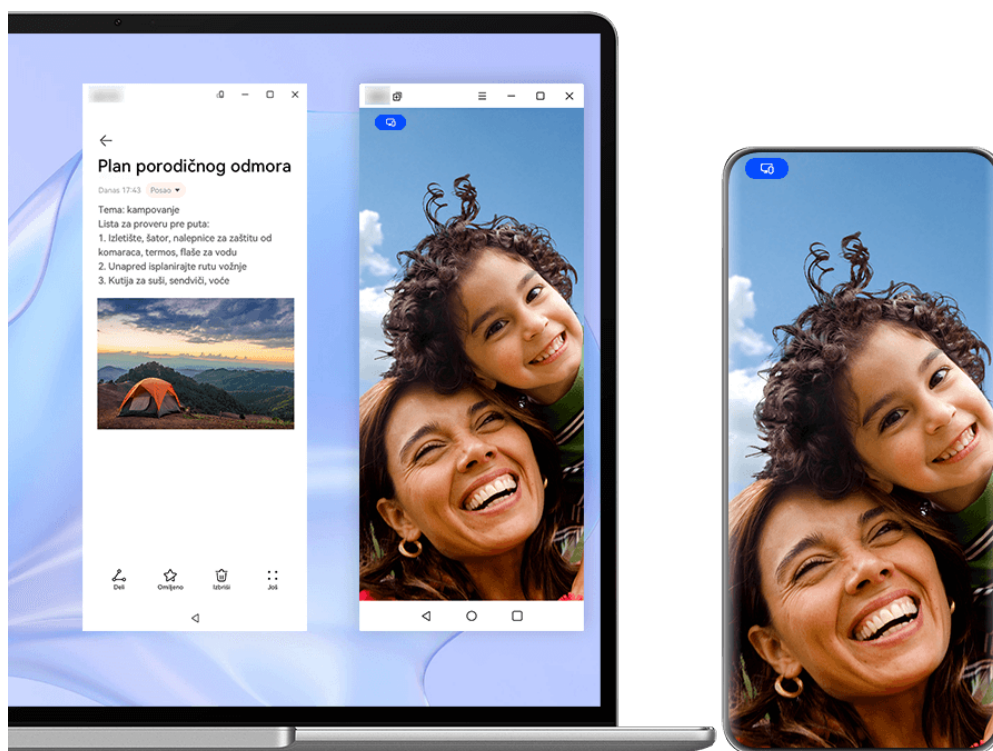 Plan porodičnog odmora
Danas 17:43 Posao
Tema: kampovanje
Lista za proveru pre puta:
1. Izletište, šator, nalepnice za zaštitu od
komaraca, termos, flaše za vodu
2. Unapred isplanirajte rutu vožnje
3. Kutija za suši, sendviči, voće
Deli
Omiljeno
Izbriši
Još